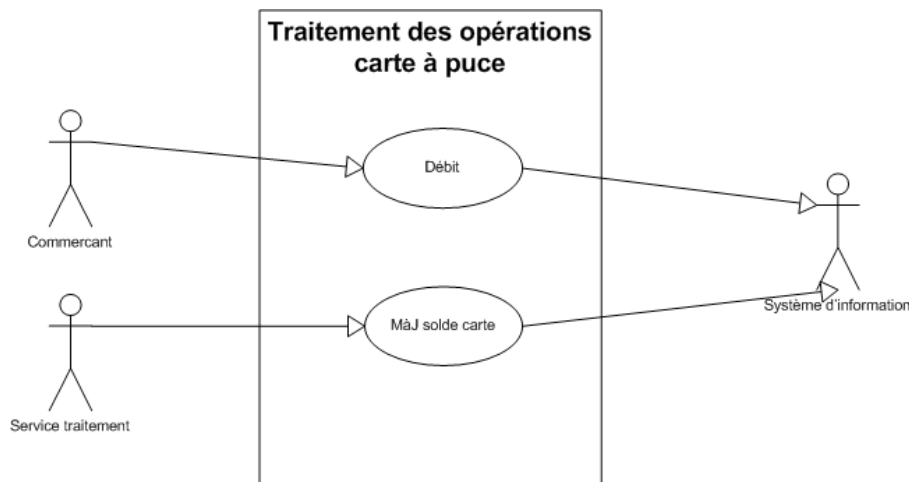 Traitement des opérations
carte à puce
Débit
Commercant
Système d'information
MàJ solde carte
Service traitement